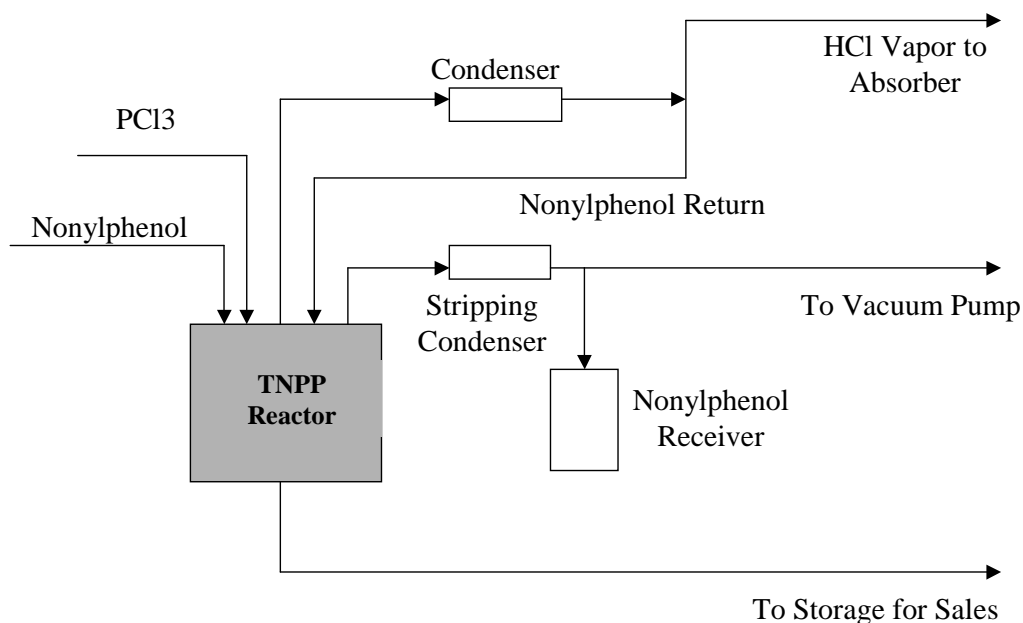 HCl Vapor to
Absorber
Condenser
PCl3
Nonylphenol Return
Nonylphenol
Stripping
Condenser
To Vacuum Pump
TNPP
Reactor
Nonylphenol
Receiver
To Storage for Sales